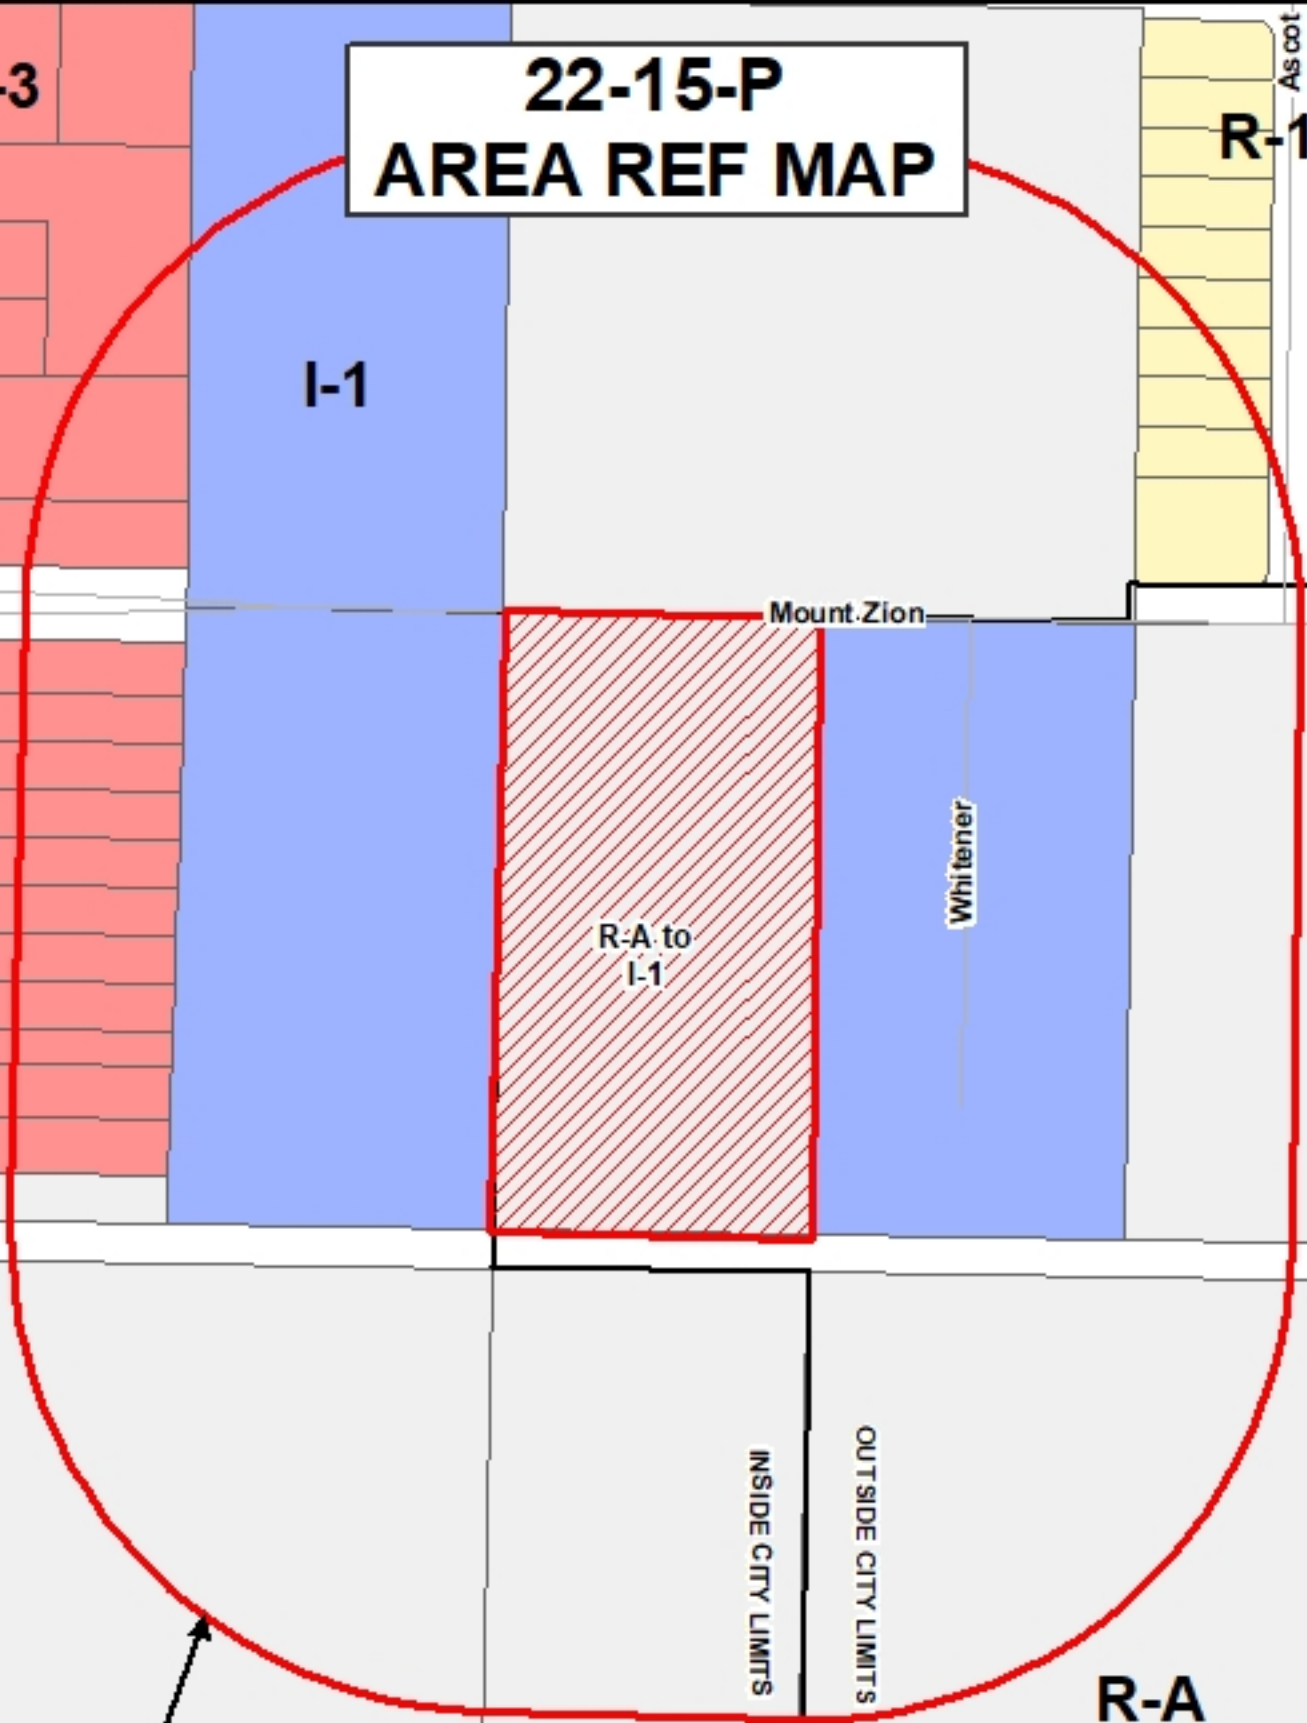 22-15-P
AREA REF MAP
-3
Ascot
R-1
I-1
Mount Zion
Whitener
R-A to
I-1
INSIDE CITY LIMITS
OUTSIDE CITY LIMITS
R-A